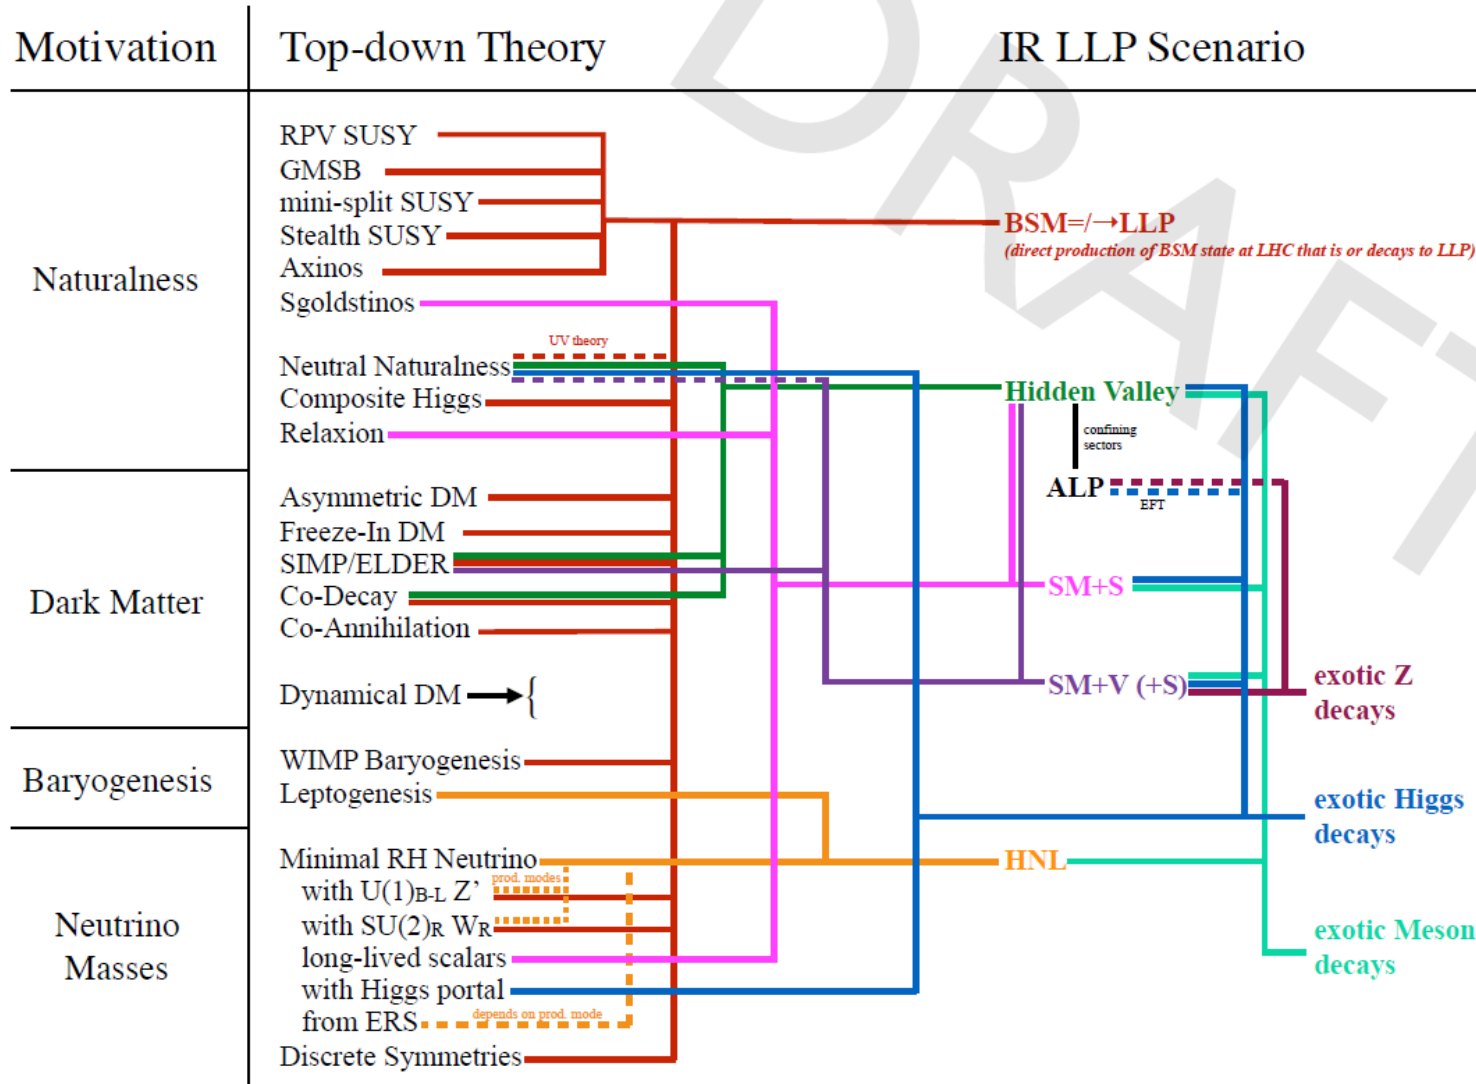 Motivation
Top-down Theory
IR LLP Scenario
DRAFT
Naturalness
RPV SUSY
GMSB
mini-split SUSY
Stealth SUSY
Axinos
Sgoldstinos
BSM=/→LLP
(direct production of BSM state at LHC that is or decays to LLP)
UV theory
Neutral Naturalness
Composite Higgs
Relaxion
Hidden Valley
confining
sectors
ALP
EFT
Dark Matter
Asymmetric DM
Freeze-In DM
SIMP/ELDER
Co-Decay
Co-Annihilation
Dynamical DM {
SM+S
SM+V (+S)
exotic Z
decays
Baryogenesis
WIMP Baryogenesis
Leptogenesis
exotic Higgs
decays
Neutrino
Masses
Minimal RH Neutrino
prod. modes
with U(1)B-L Z’
with SU(2)R WR
long-lived scalars
with Higgs portal
from ERS
depends on prod. mode
Discrete Symmetries
HNL
exotic Meson
decays